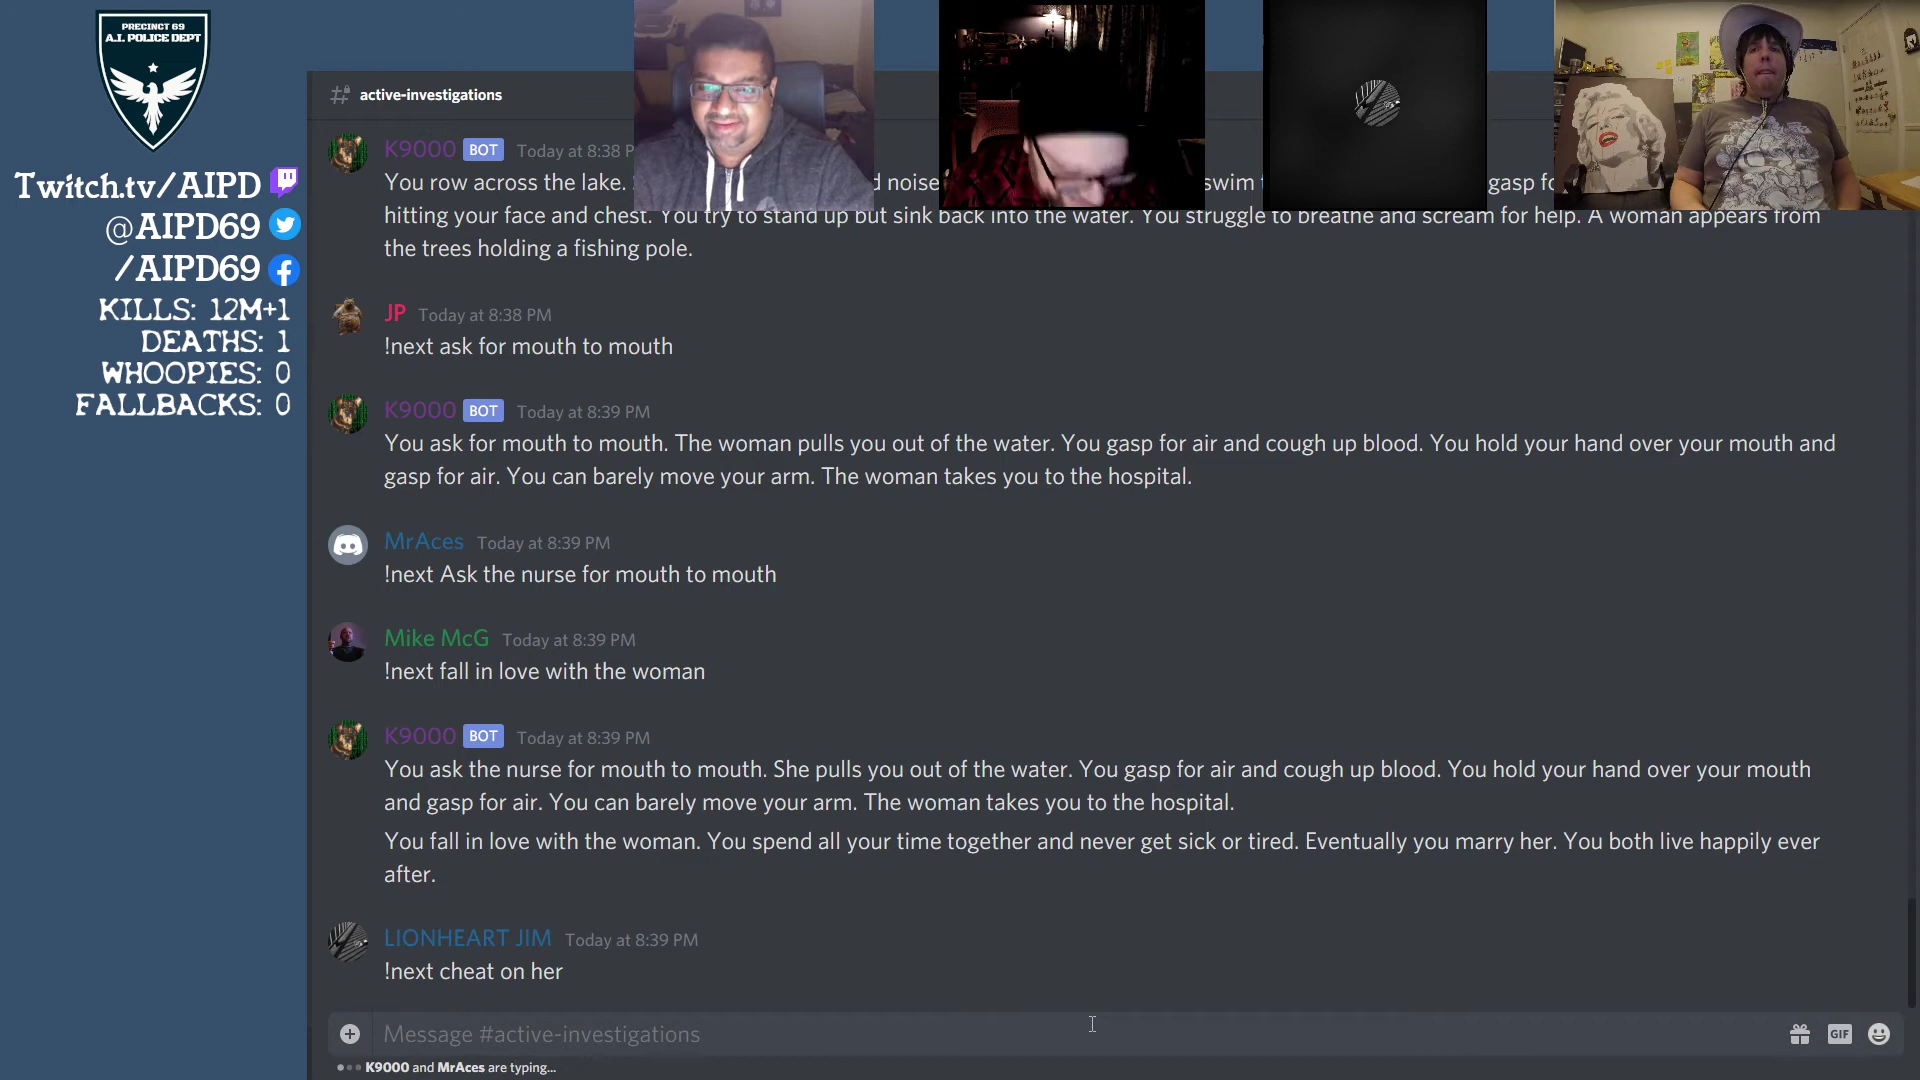 PRECINCT 69
A.I. POLICE DEPT
Twitch.tv/AIPD
@AIPD69
/AIPD69
KILLS: 12M+1
DEATHS: 1
WHOOPIES: 0
FALLBACKS: 0
active-investigations
K9000 BOT Today at 8:38 P
You row across the lake. d noise swim gasp fo
hitting your face and chest. You try to stand up but sink back into the water. You struggle to breathe and scream for help. A woman appears from
the trees holding a fishing pole.
JP Today at 8:38 PM
!next ask for mouth to mouth
K9000 BOT Today at 8:39 PM
You ask for mouth to mouth. The woman pulls you out of the water. You gasp for air and cough up blood. You hold your hand over your mouth and
gasp for air. You can barely move your arm. The woman takes you to the hospital.
MrAces Today at 8:39 PM
!next Ask the nurse for mouth to mouth
Mike McG Today at 8:39 PM
!next fall in love with the woman
K9000 BOT Today at 8:39 PM
You ask the nurse for mouth to mouth. She pulls you out of the water. You gasp for air and cough up blood. You hold your hand over your mouth
and gasp for air. You can barely move your arm. The woman takes you to the hospital.
You fall in love with the woman. You spend all your time together and never get sick or tired. Eventually you marry her. You both live happily ever
after.
LIONHEART JIM Today at 8:39 PM
!next cheat on her
Message #active-investigations
GIF
K9000 and MrAces are typing...